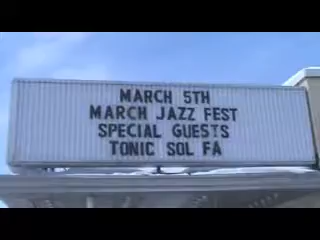 MARCH 5TH
MARCH JAZZ FEST
SPECIAL GUESTS
TONIC SOL FA